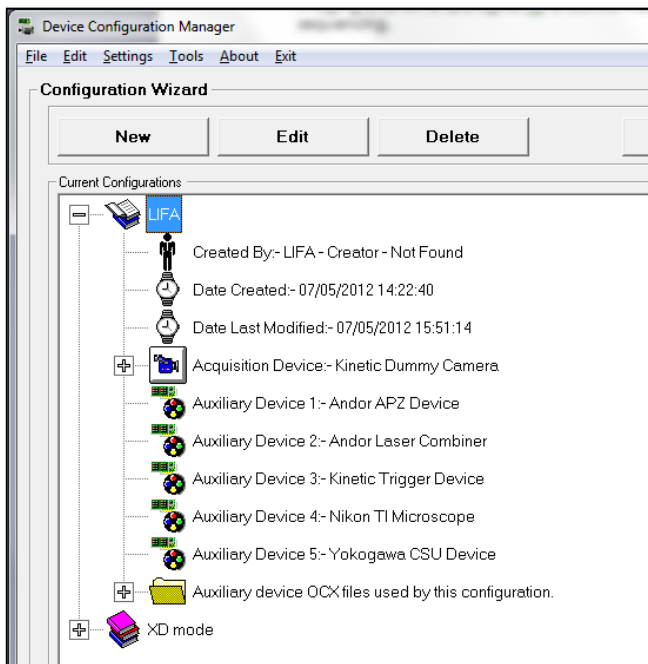 Device Configuration Manager
sequencing.
File Edit Settings Tools About Exit
Configuration Wizard
New Edit Delete
Current Configurations
LIFA
Created By:- LIFA - Creator - Not Found
Date Created:- 07/05/2012 14:22:40
Date Last Modified:- 07/05/2012 15:51:14
Acquisition Device:- Kinetic Dummy Camera
Auxiliary Device 1:- Andor APZ Device
Auxiliary Device 2:- Andor Laser Combiner
Auxiliary Device 3:- Kinetic Trigger Device
Auxiliary Device 4:- Nikon TI Microscope
Auxiliary Device 5:- Yokogawa CSU Device
Auxiliary device OCX files used by this configuration.
XD mode